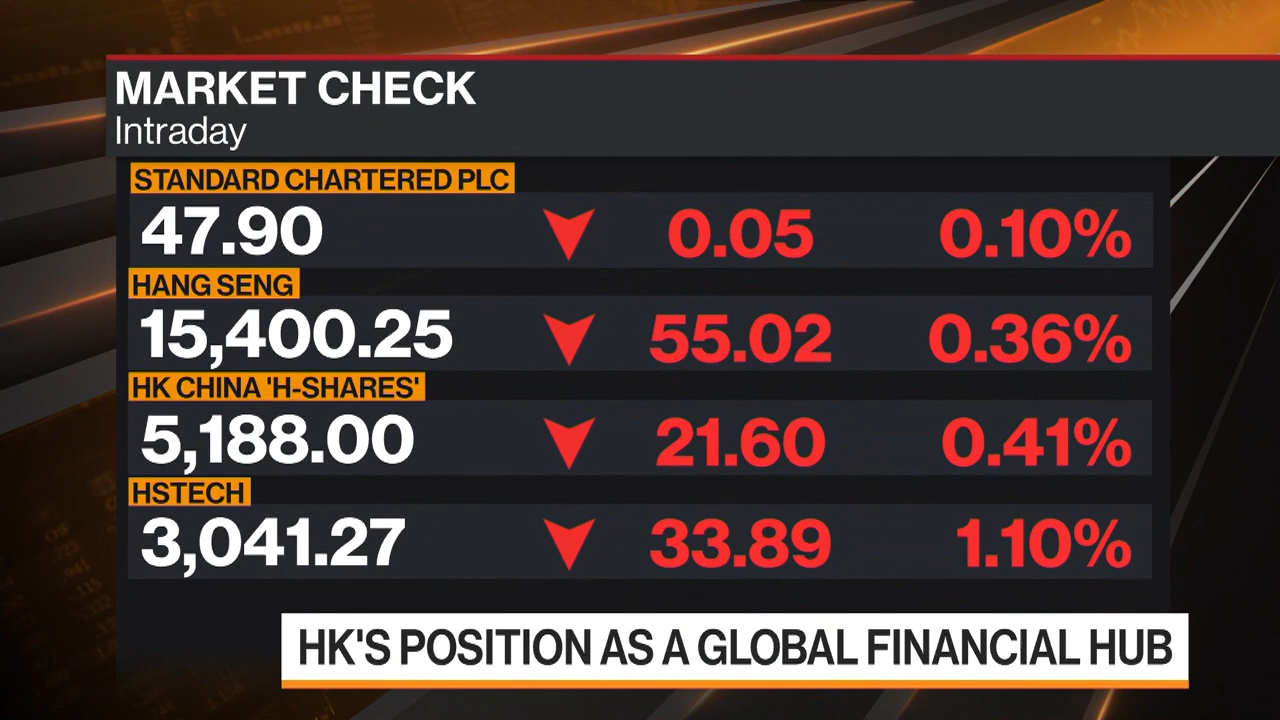 MARKET CHECK
Intraday
STANDARD CHARTERED PLC
47.90 0.05 0.10%
HANG SENG
15,400.25 55.02 0.36%
HK CHINA 'H-SHARES'
5,188.00 21.60 0.41%
HSTECH
3,041.27 33.89 1.10%
HK'S POSITION AS A GLOBAL FINANCIAL HUB